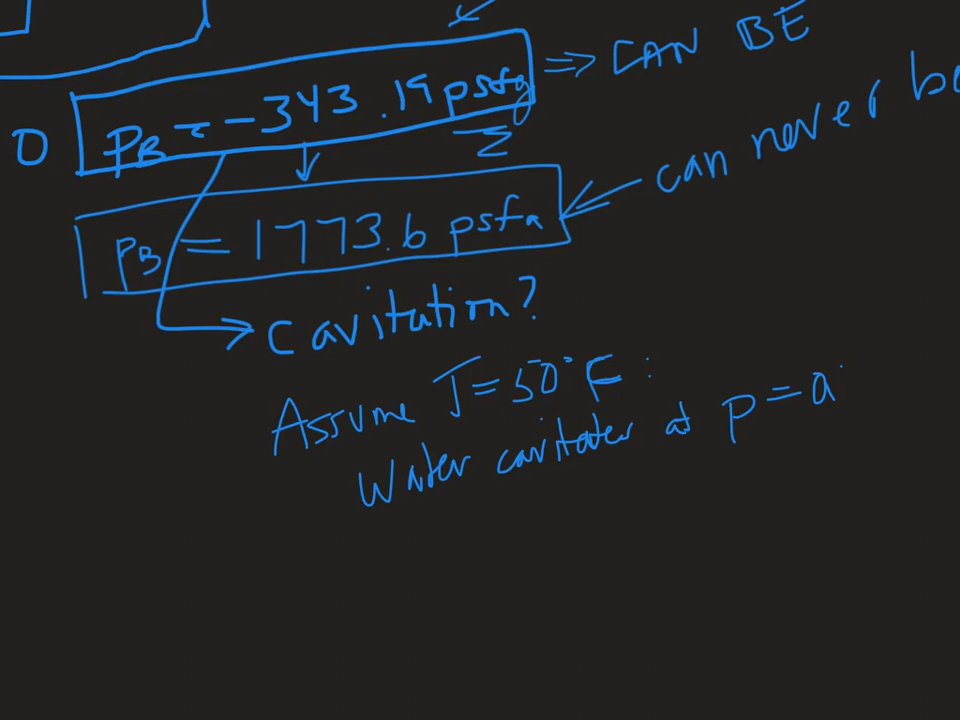 PB = -343.19 psfg ⇒ CAN BE
0
PB = 1773.6 psfa ← can never be
Cavitation?
Assume T=50°F:
Water cavitates at P=a